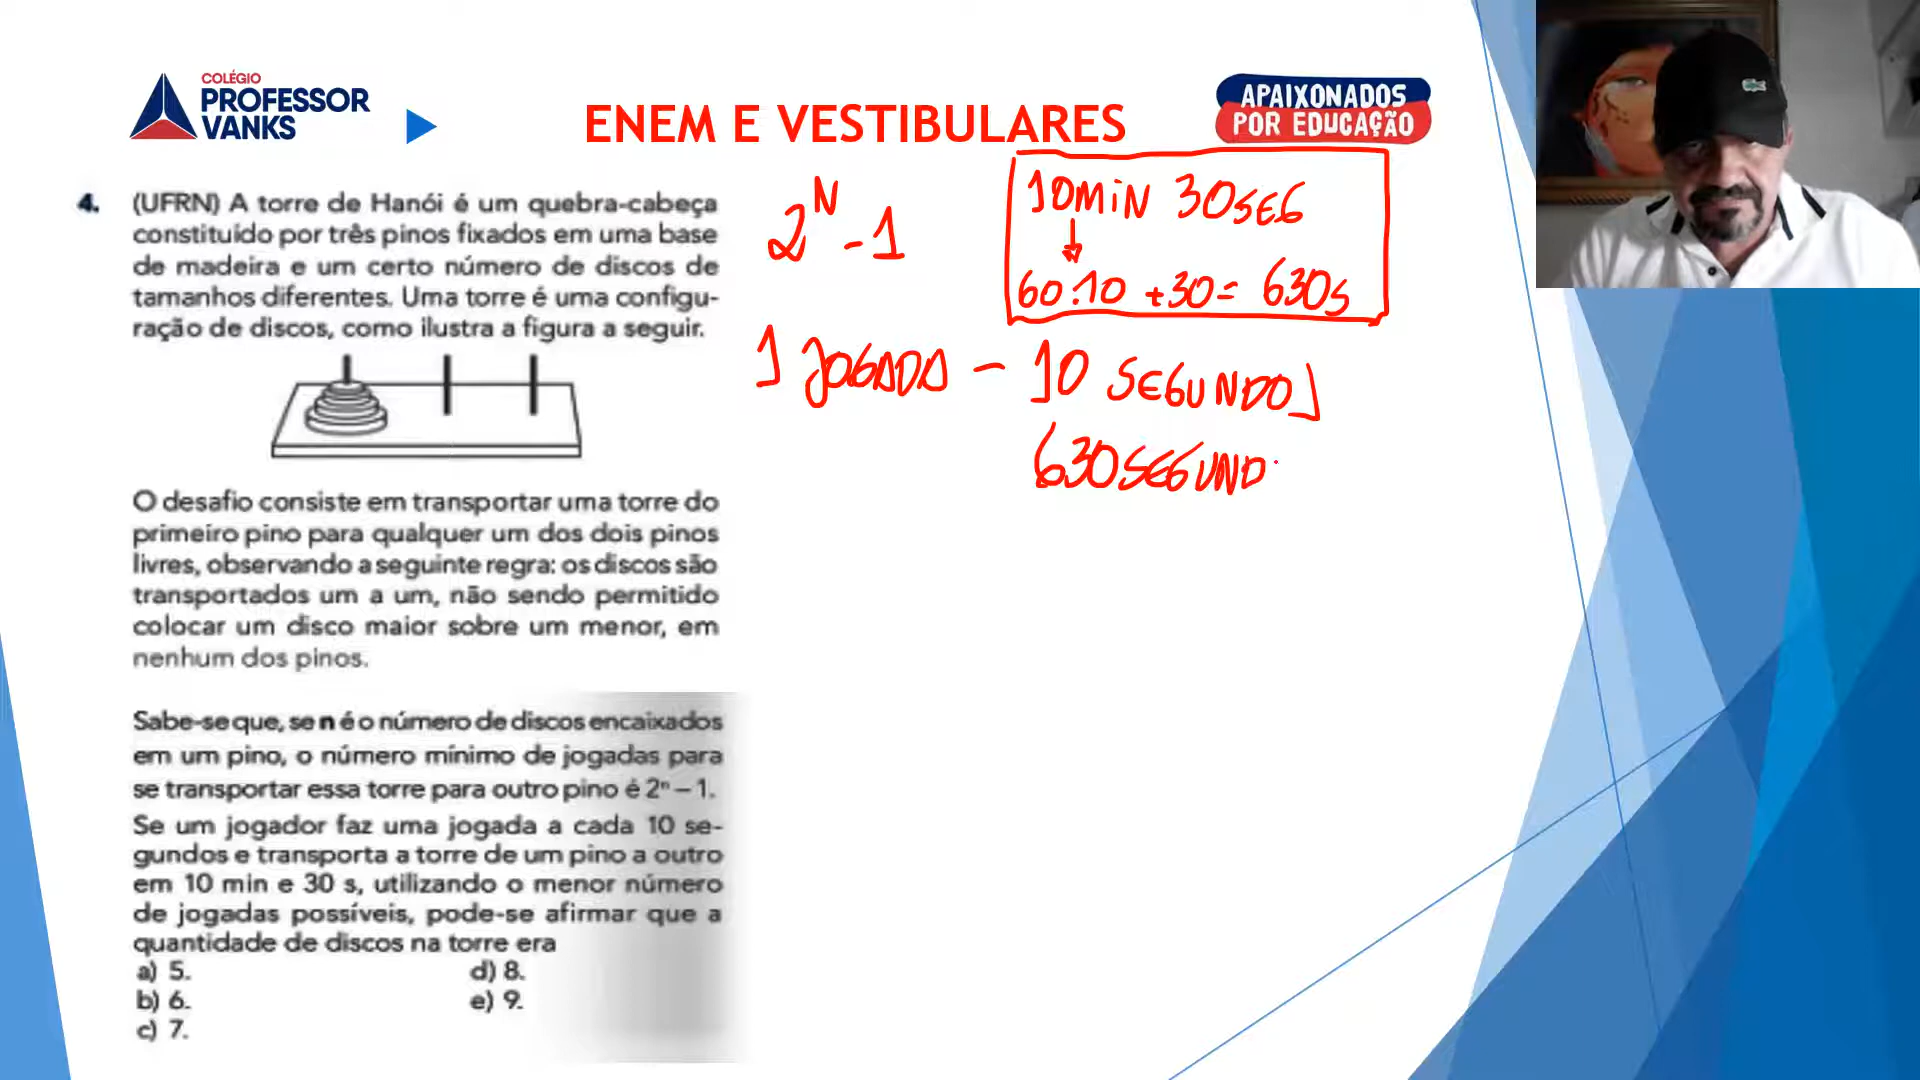 COLÉGIO
PROFESSOR
VANKS
ENEM E VESTIBULARES
APAIXONADOS
POR EDUCAÇÃO
4. (UFRN) A torre de Hanói é um quebra-cabeça
constituído por três pinos fixados em uma base
de madeira e um certo número de discos de
tamanhos diferentes. Uma torre é uma configu-
ração de discos, como ilustra a figura a seguir.
O desafio consiste em transportar uma torre do
primeiro pino para qualquer um dos dois pinos
livres, observando a seguinte regra: os discos são
transportados um a um, não sendo permitido
colocar um disco maior sobre um menor, em
nenhum dos pinos.
Sabe-se que, se n é o número de discos encaixados
em um pino, o número mínimo de jogadas para
se transportar essa torre para outro pino é 2ⁿ – 1.
Se um jogador faz uma jogada a cada 10 se-
gundos e transporta a torre de um pino a outro
em 10 min e 30 s, utilizando o menor número
de jogadas possíveis, pode-se afirmar que a
quantidade de discos na torre era
a) 5. d) 8.
b) 6. e) 9.
c) 7.
2ᴺ - 1
10MIN 30SEG
60.10 +30= 630S
1 JOGADA - 10 SEGUNDOS
630SEGUND